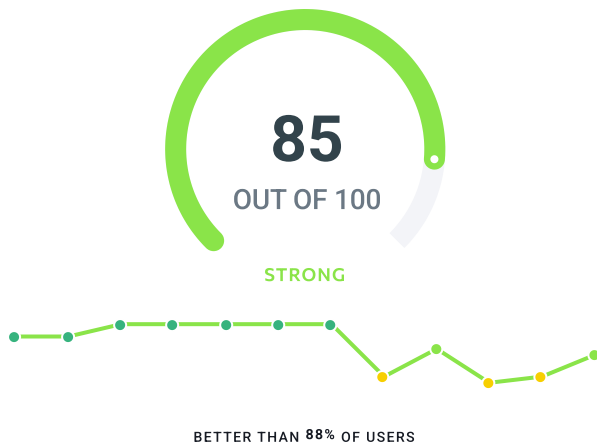 85
OUT OF 100
STRONG
BETTER THAN 88% OF USERS